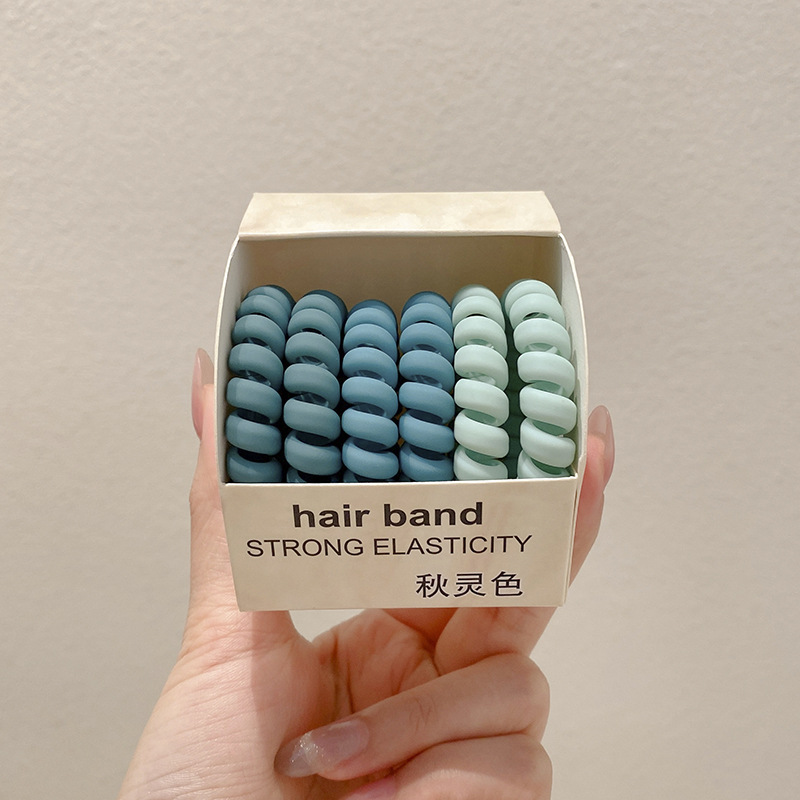 hair band
STRONG ELASTICITY
秋灵色